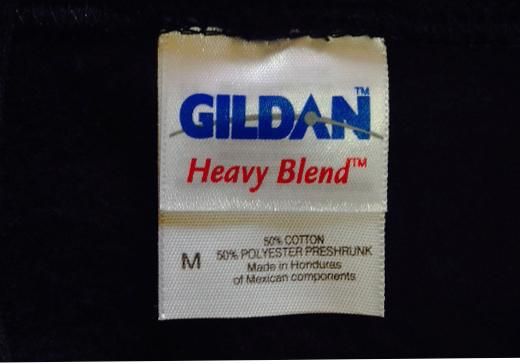 GILDAN™
Heavy Blend™
50% COTTON
M 50% POLYESTER PRESHRUNK
Made in Honduras
of Mexican components